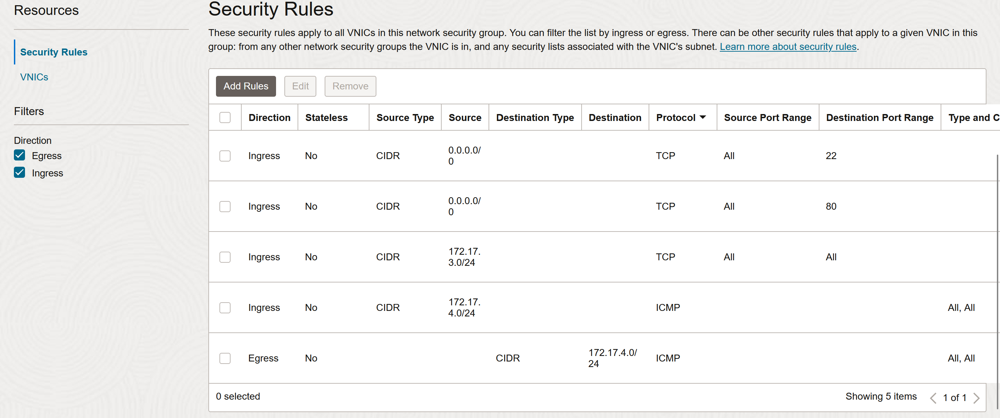 Resources
Security Rules
VNICs
Filters
Direction
Egress
Ingress
Security Rules
These security rules apply to all VNICs in this network security group. You can filter the list by ingress or egress. There can be other security rules that apply to a given VNIC in this
group: from any other network security groups the VNIC is in, and any security lists associated with the VNIC's subnet. Learn more about security rules.
Add Rules Edit Remove
Direction Stateless Source Type Source Destination Type Destination Protocol Source Port Range Destination Port Range Type and C
Ingress No CIDR 0.0.0.0/
0 TCP All 22
Ingress No CIDR 0.0.0.0/
0 TCP All 80
Ingress No CIDR 172.17.
3.0/24 TCP All All
Ingress No CIDR 172.17.
4.0/24 ICMP All, All
Egress No CIDR 172.17.4.0/
24 ICMP All, All
0 selected Showing 5 items 1 of 1